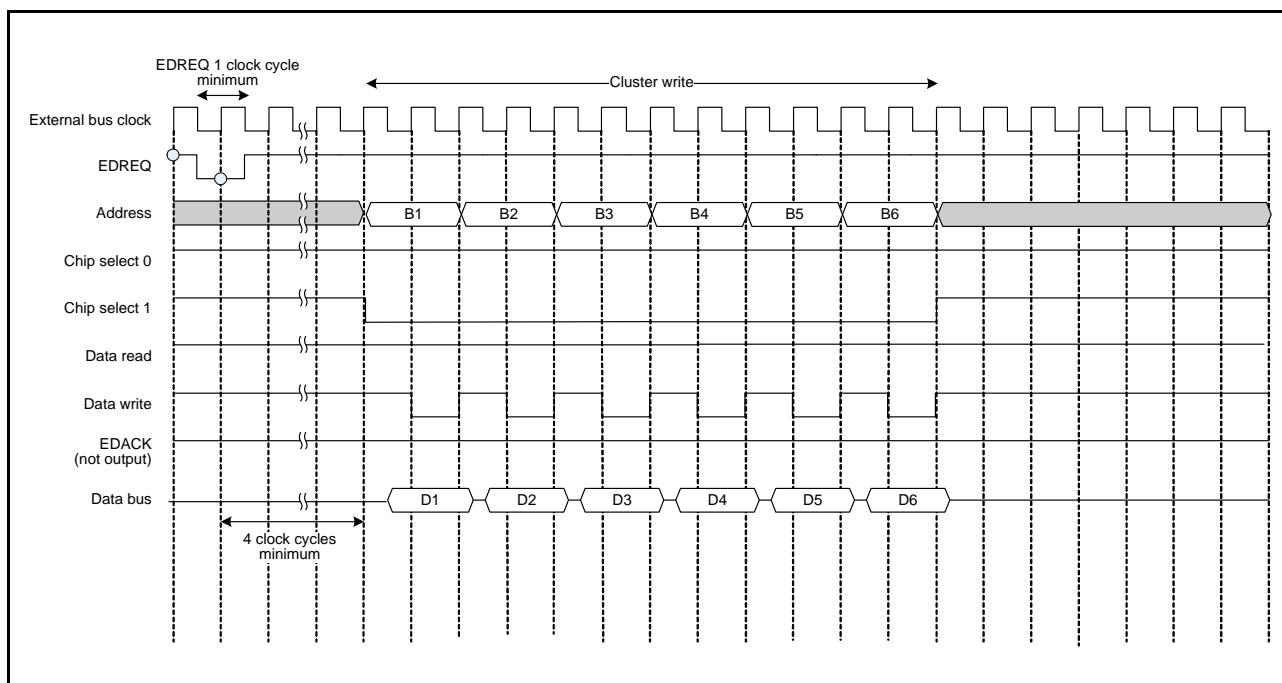 EDREQ 1 clock cycle
minimum
Cluster write
External bus clock
EDREQ
Address
B1 B2 B3 B4 B5 B6
Chip select 0
Chip select 1
Data read
Data write
EDACK
(not output)
Data bus
D1 D2 D3 D4 D5 D6
4 clock cycles
minimum